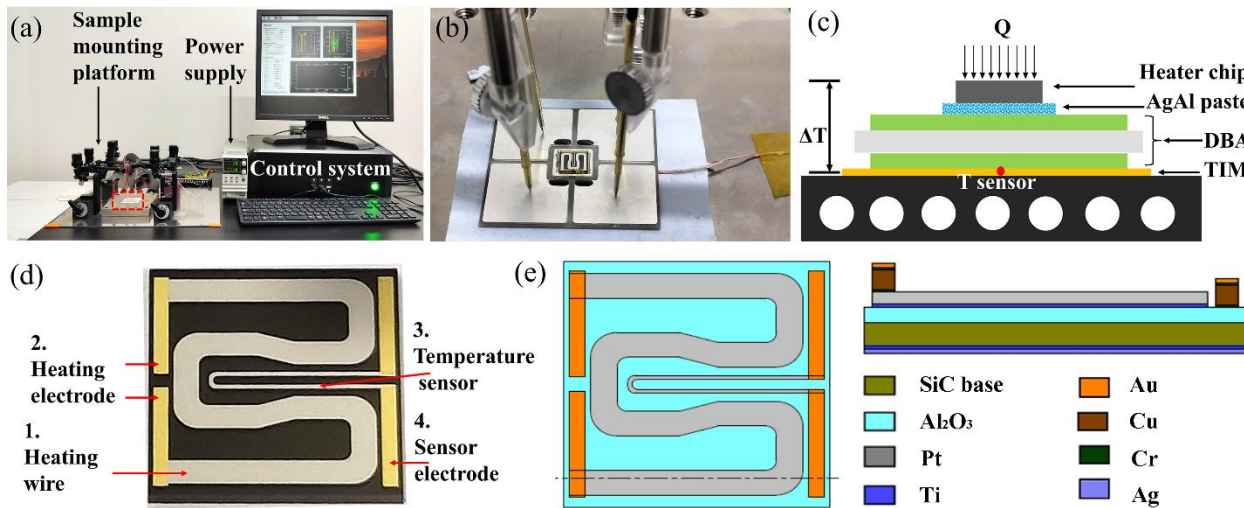 (a)
Sample
mounting
platform
Power
supply
Control system
DELL
(b)
(c)
Q
Heater chip
AgAl paste
ΔT
DBA
TIM
T sensor
(d)
2.
Heating
electrode
1.
Heating
wire
3.
Temperature
sensor
4.
Sensor
electrode
(e)
SiC base
Al₂O₃
Pt
Ti
Au
Cu
Cr
Ag